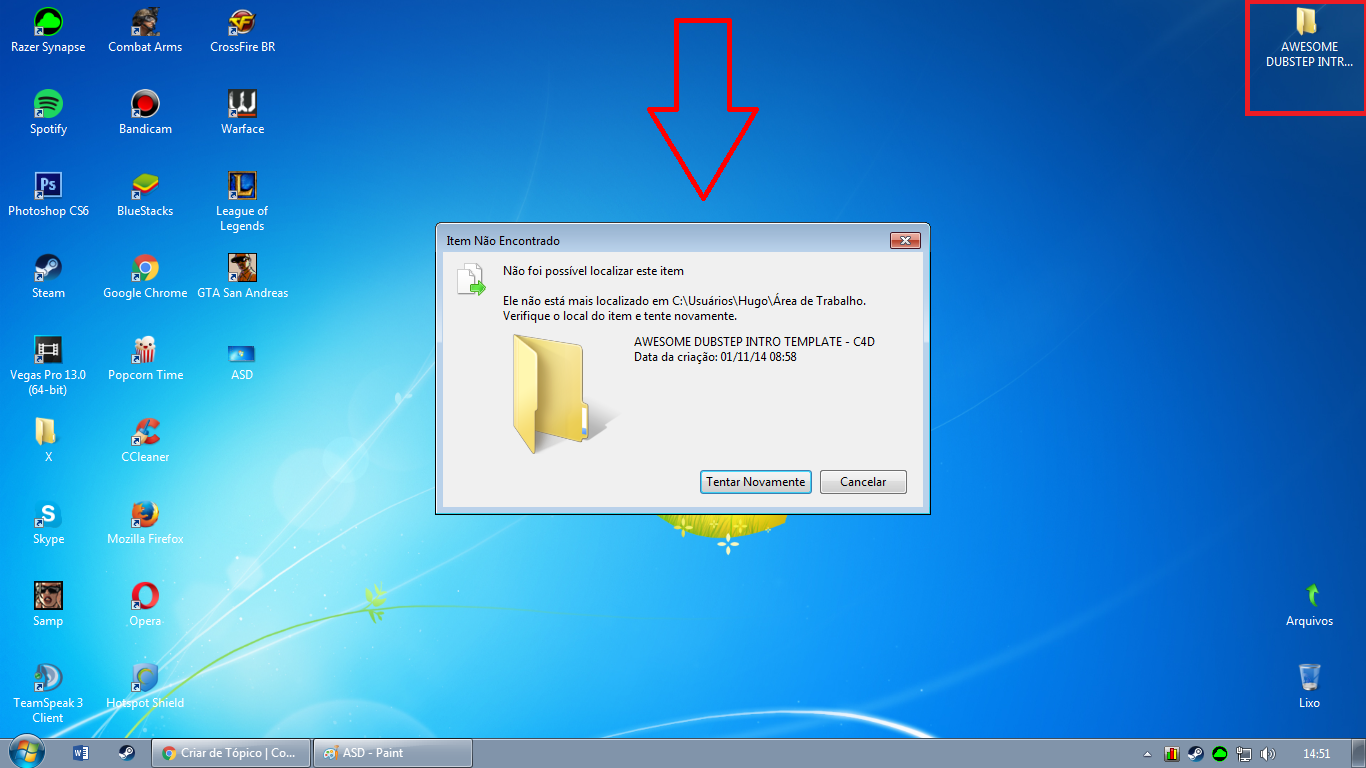 Razer Synapse
Combat Arms
CrossFire BR
AWESOME
DUBSTEP INTR...
Spotify
Bandicam
Warface
Ps
Photoshop CS6
BlueStacks
League of
Legends
Steam
Google Chrome
GTA San Andreas
Item Não Encontrado
Não foi possível localizar este item
Ele não está mais localizado em C:\Usuários\Hugo\Área de Trabalho.
Verifique o local do item e tente novamente.
AWESOME DUBSTEP INTRO TEMPLATE - C4D
Data da criação: 01/11/14 08:58
Tentar Novamente
Cancelar
Vegas Pro 13.0
(64-bit)
Popcorn Time
ASD
X
CCleaner
Skype
Mozilla Firefox
Samp
Opera
Arquivos
TeamSpeak 3
Client
Hotspot Shield
Lixo
Criar de Tópico | Co...
ASD - Paint
14:51